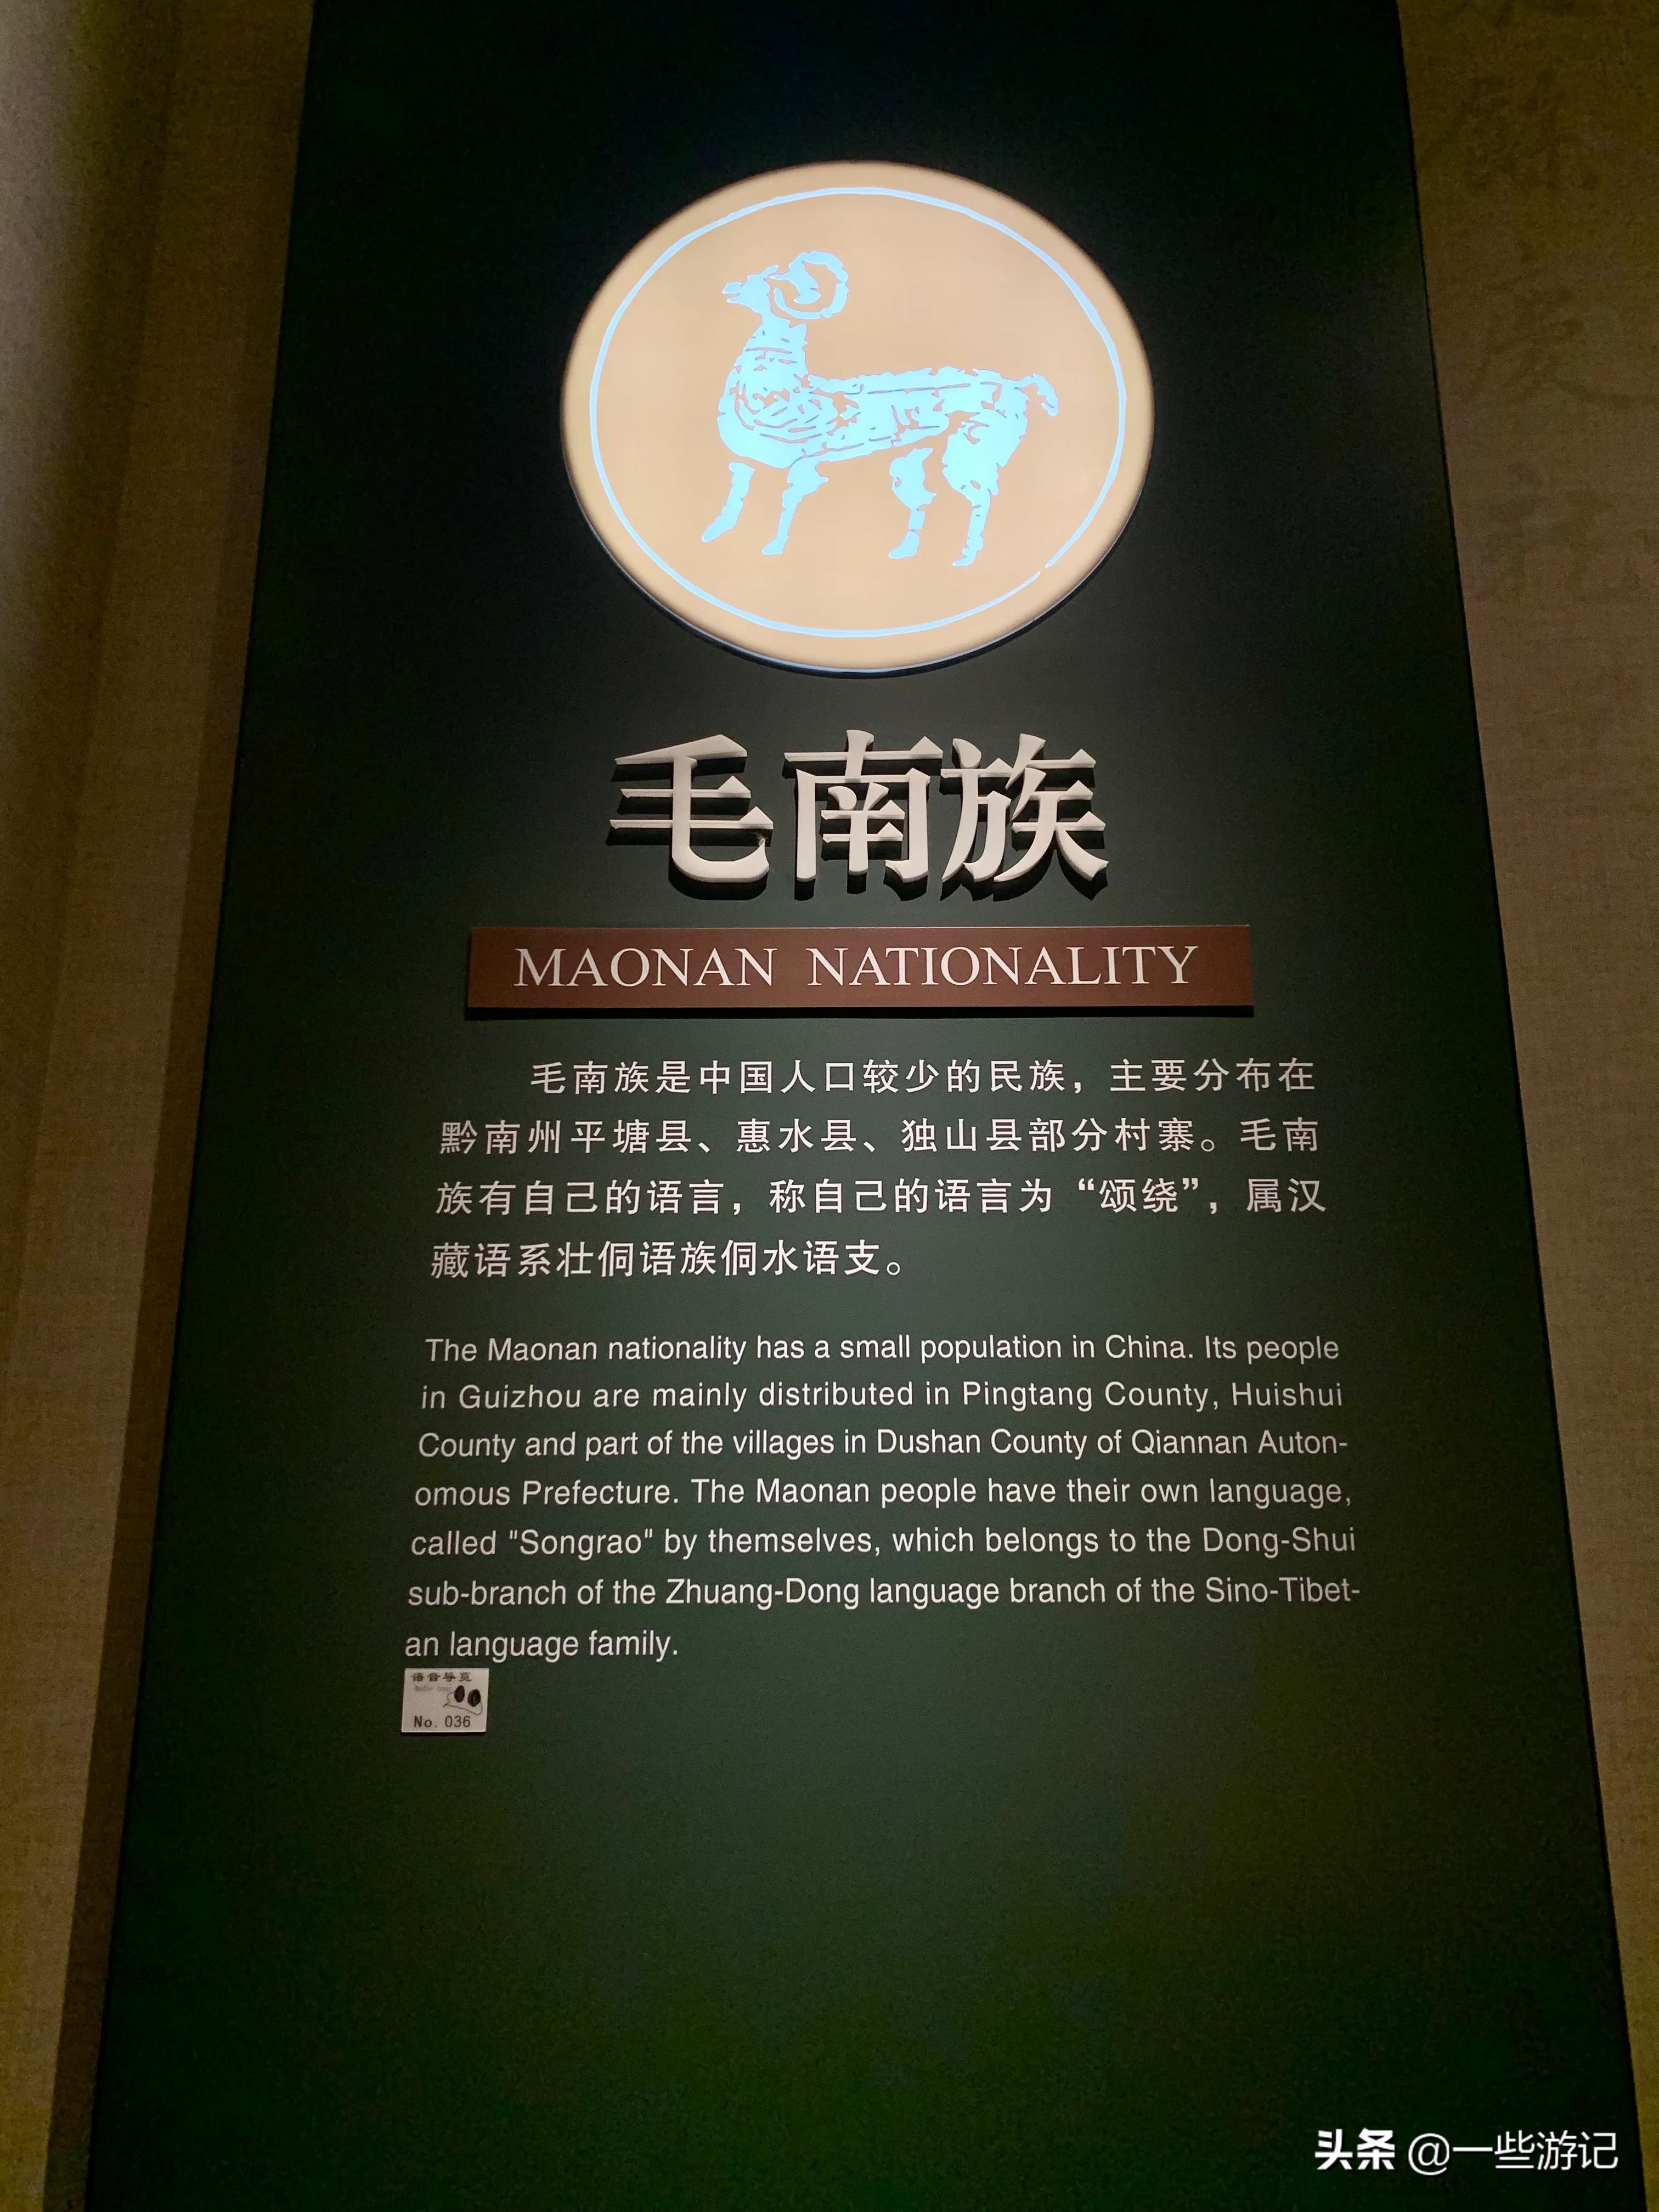 毛南族
MAONAN NATIONALITY
毛南族是中国人口较少的民族，主要分布在
黔南州平塘县、惠水县、独山县部分村寨。毛南
族有自己的语言，称自己的语言为“颂绕”，属汉
藏语系壮侗语族侗水语支。
The Maonan nationality has a small population in China. Its people
in Guizhou are mainly distributed in Pingtang County, Huishui
County and part of the villages in Dushan County of Qiannan Auton-
omous Prefecture. The Maonan people have their own language,
called "Songrao" by themselves, which belongs to the Dong-Shui
sub-branch of the Zhuang-Dong language branch of the Sino-Tibet-
an language family.
语音导览
No. 036
头条 @一些游记